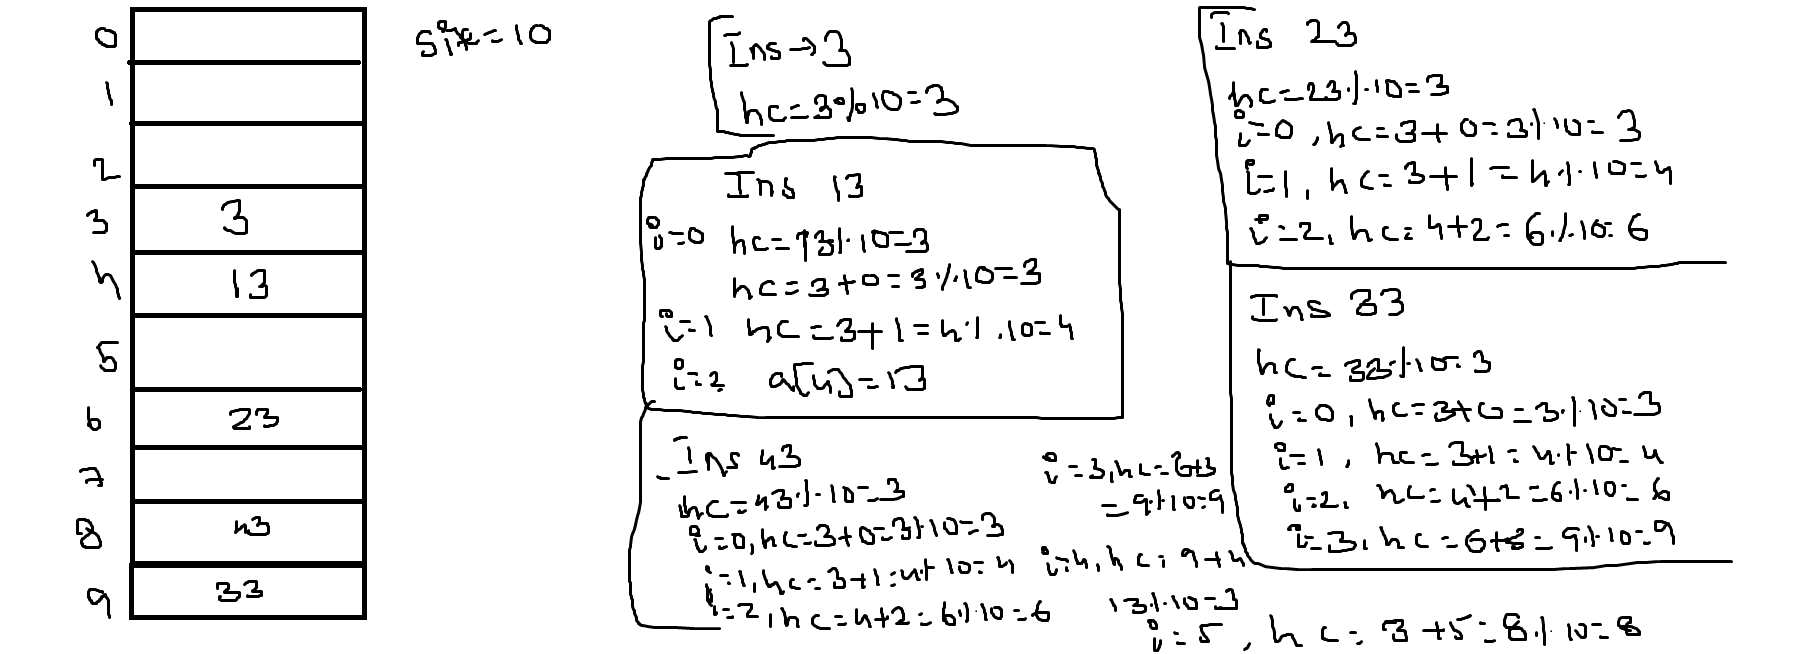 0
1
2
3 3
4 13
5
6 23
7
8 43
9 33
size=10
Ins→3
hc=3%10=3
Ins 13
i=0 hc=13%10=3
hc=3+0=3%10=3
i=1 hc=3+1=4%10=4
i=2 a[4]=13
Ins 43
hc=43%10=3
i=0,hc=3+0=3%10=3
i=1,hc=3+1=4%10=4
i=2,hc=4+2=6%10=6
i=3,hc=6+3
=9%10=9
i=4,hc=9+4
13%10=3
i=5, hc=3+5=8%10=8
Ins 23
hc=23%10=3
i=0,hc=3+0=3%10=3
i=1,hc=3+1=4%10=4
i=2,hc=4+2=6%10=6
Ins 33
hc=33%10=3
i=0,hc=3+0=3%10=3
i=1,hc=3+1=4%10=4
i=2,hc=4+2=6%10=6
i=3,hc=6+3=9%10=9